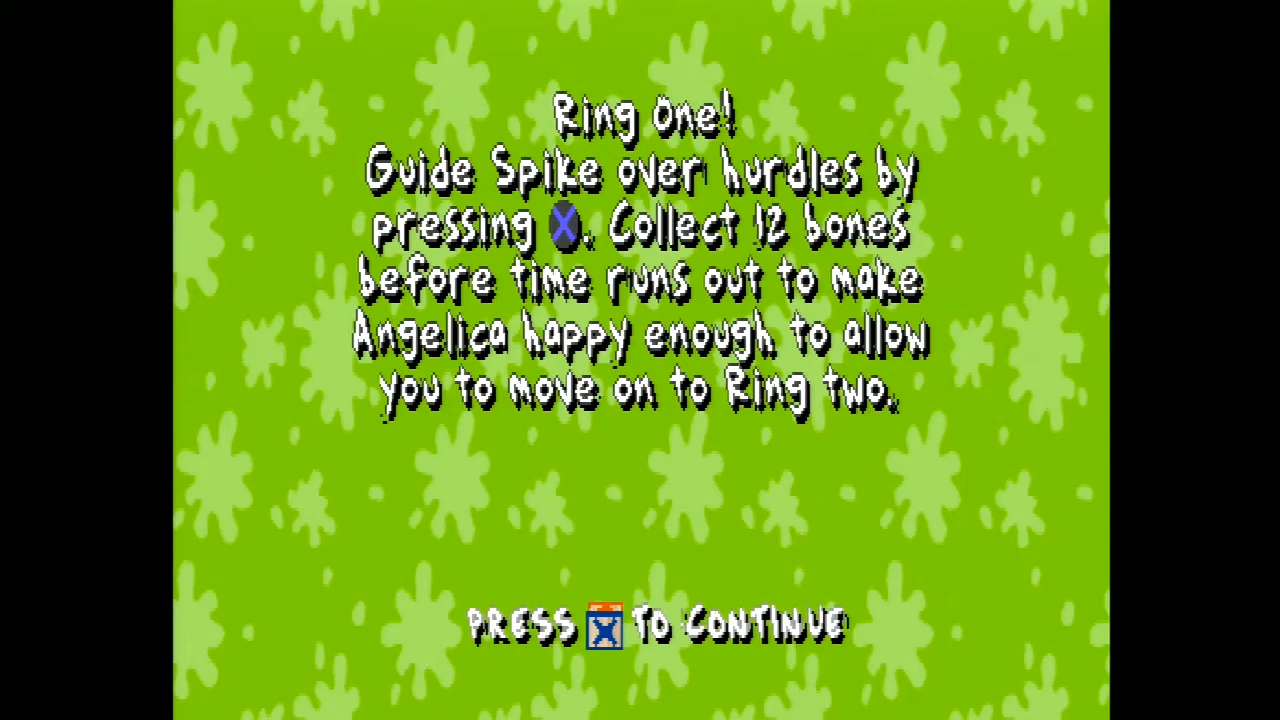 Ring One!
Guide Spike over hurdles by
pressing X. Collect 12 bones
before time runs out to make
Angelica happy enough to allow
you to move on to Ring two.
PRESS X TO CONTINUE